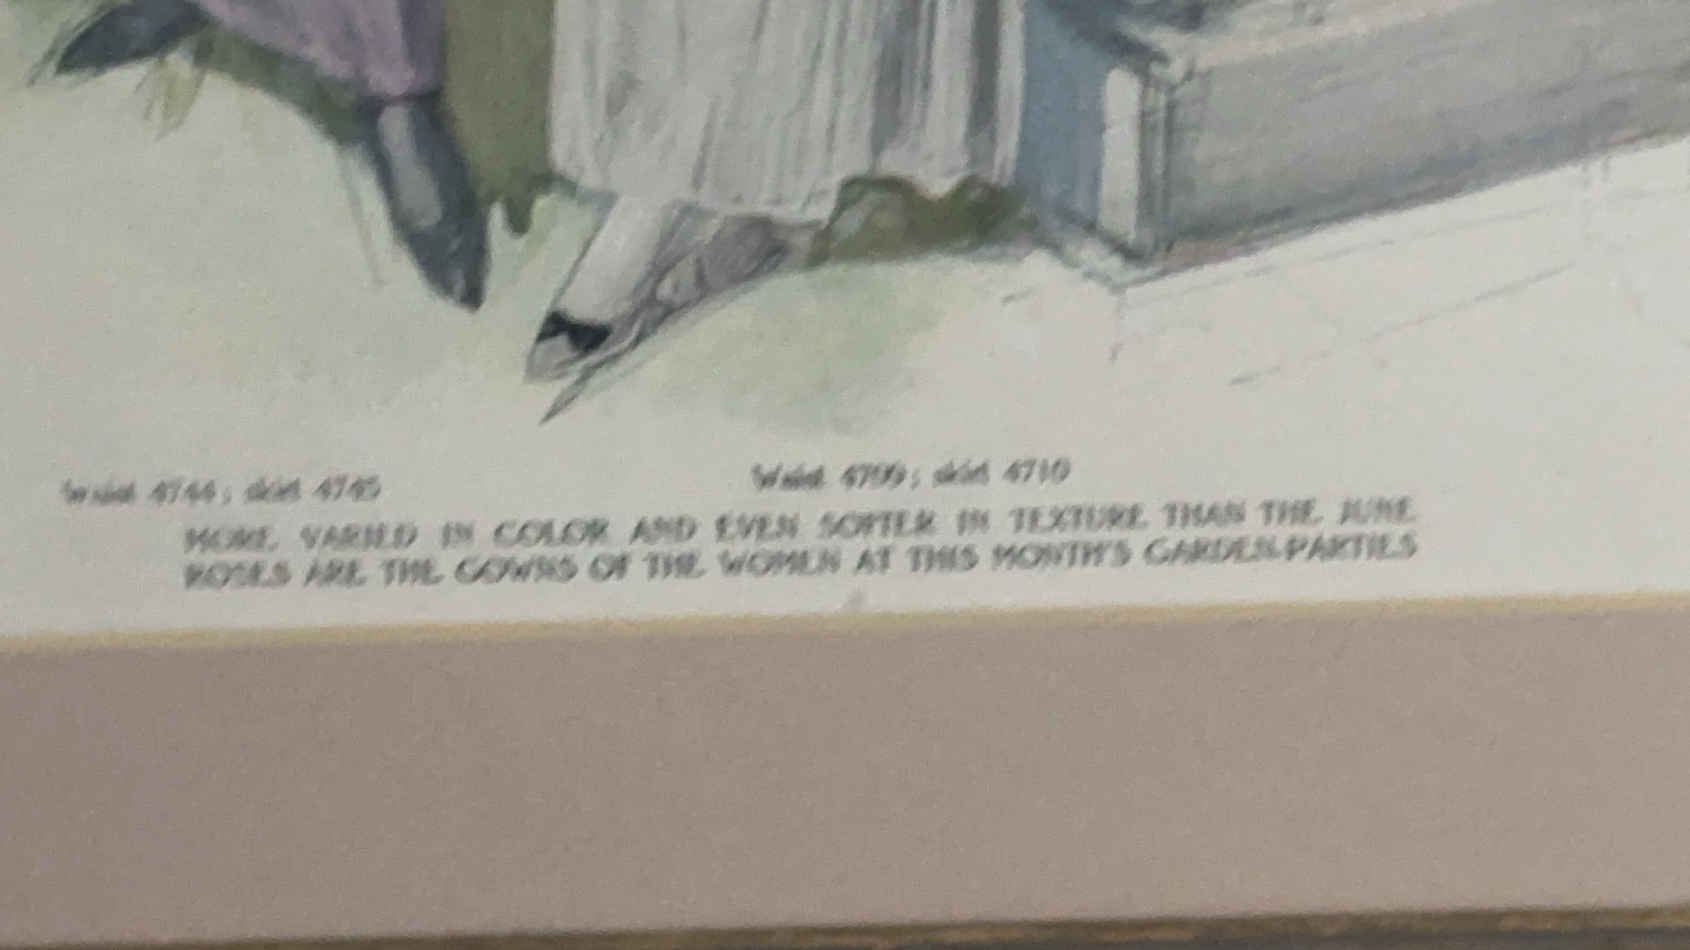 Waist 4744; skirt 4745
Waist 4709; skirt 4710
MORE VARIED IN COLOR AND EVEN SOFTER IN TEXTURE THAN THE JUNE
ROSES ARE THE GOWNS OF THE WOMEN AT THIS MONTH'S GARDEN-PARTIES